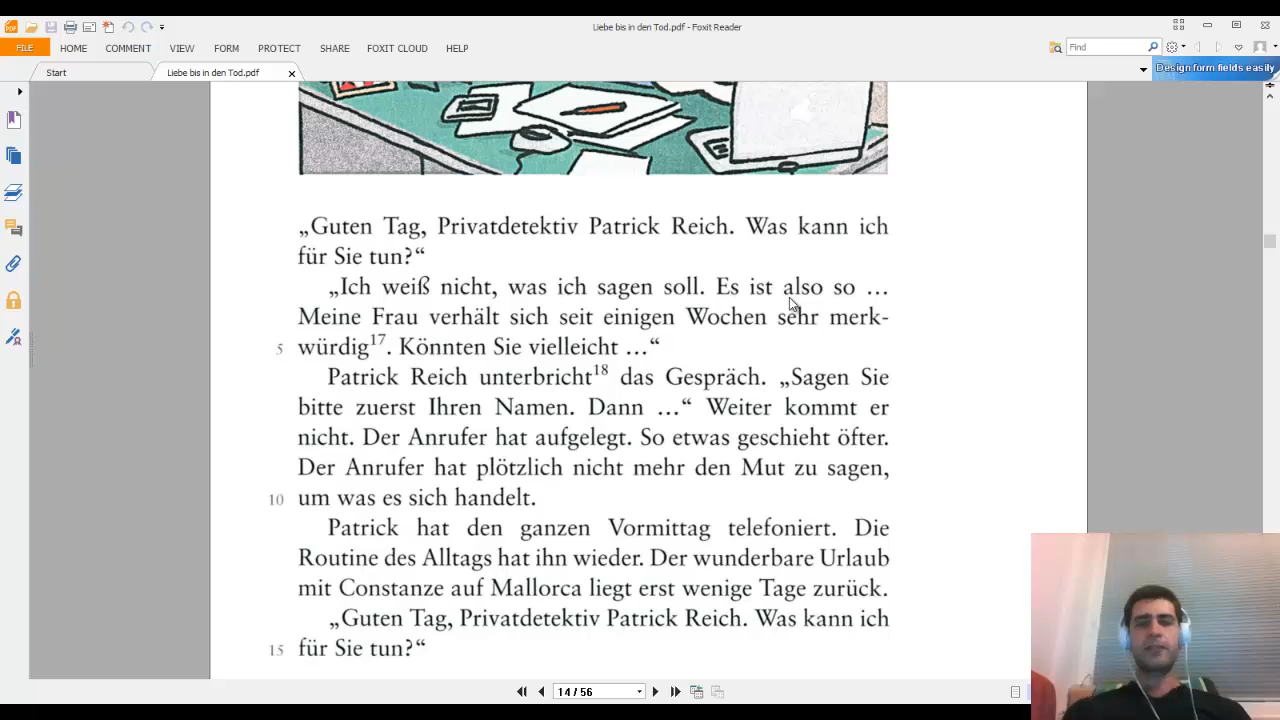 Liebe bis in den Tod.pdf - Foxit Reader
FILE HOME COMMENT VIEW FORM PROTECT SHARE FOXIT CLOUD HELP Find
Start Liebe bis in den Tod.pdf Design form fields easily
„Guten Tag, Privatdetektiv Patrick Reich. Was kann ich
für Sie tun?“
„Ich weiß nicht, was ich sagen soll. Es ist also so …
Meine Frau verhält sich seit einigen Wochen sehr merk-
5 würdig17. Könnten Sie vielleicht …“
Patrick Reich unterbricht18 das Gespräch. „Sagen Sie
bitte zuerst Ihren Namen. Dann …“ Weiter kommt er
nicht. Der Anrufer hat aufgelegt. So etwas geschieht öfter.
Der Anrufer hat plötzlich nicht mehr den Mut zu sagen,
10 um was es sich handelt.
Patrick hat den ganzen Vormittag telefoniert. Die
Routine des Alltags hat ihn wieder. Der wunderbare Urlaub
mit Constanze auf Mallorca liegt erst wenige Tage zurück.
„Guten Tag, Privatdetektiv Patrick Reich. Was kann ich
15 für Sie tun?“
14 / 56